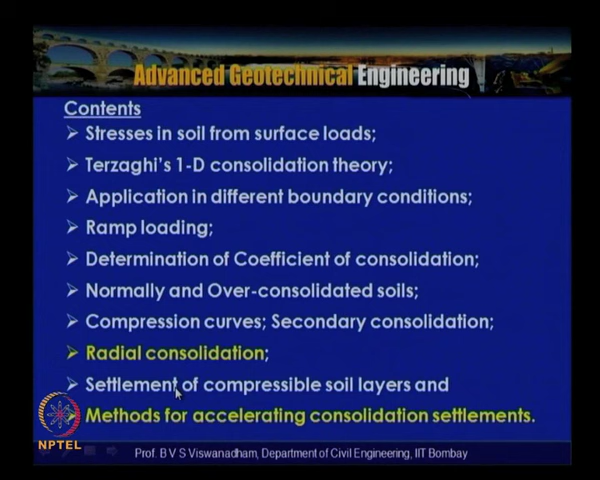 Advanced Geotechnical Engineering
Contents
➢ Stresses in soil from surface loads;
➢ Terzaghi's 1-D consolidation theory;
➢ Application in different boundary conditions;
➢ Ramp loading;
➢ Determination of Coefficient of consolidation;
➢ Normally and Over-consolidated soils;
➢ Compression curves; Secondary consolidation;
➢ Radial consolidation;
➢ Settlement of compressible soil layers and
➢ Methods for accelerating consolidation settlements.
NPTEL
Prof. B V S Viswanadham, Department of Civil Engineering, IIT Bombay